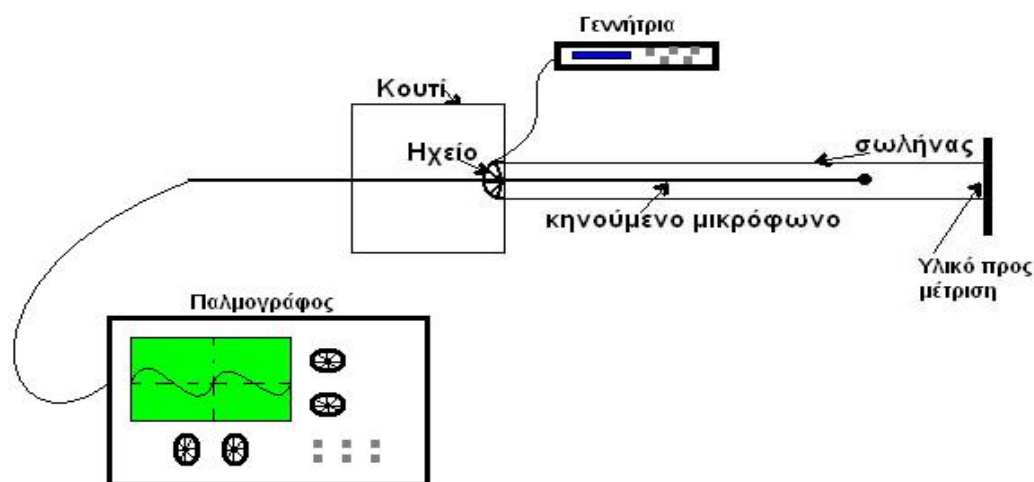 Γεννήτρια
Κουτί
Ηχείο
σωλήνας
κηνούμενο μικρόφωνο
Υλικό προς
μέτριση
Παλμογράφος